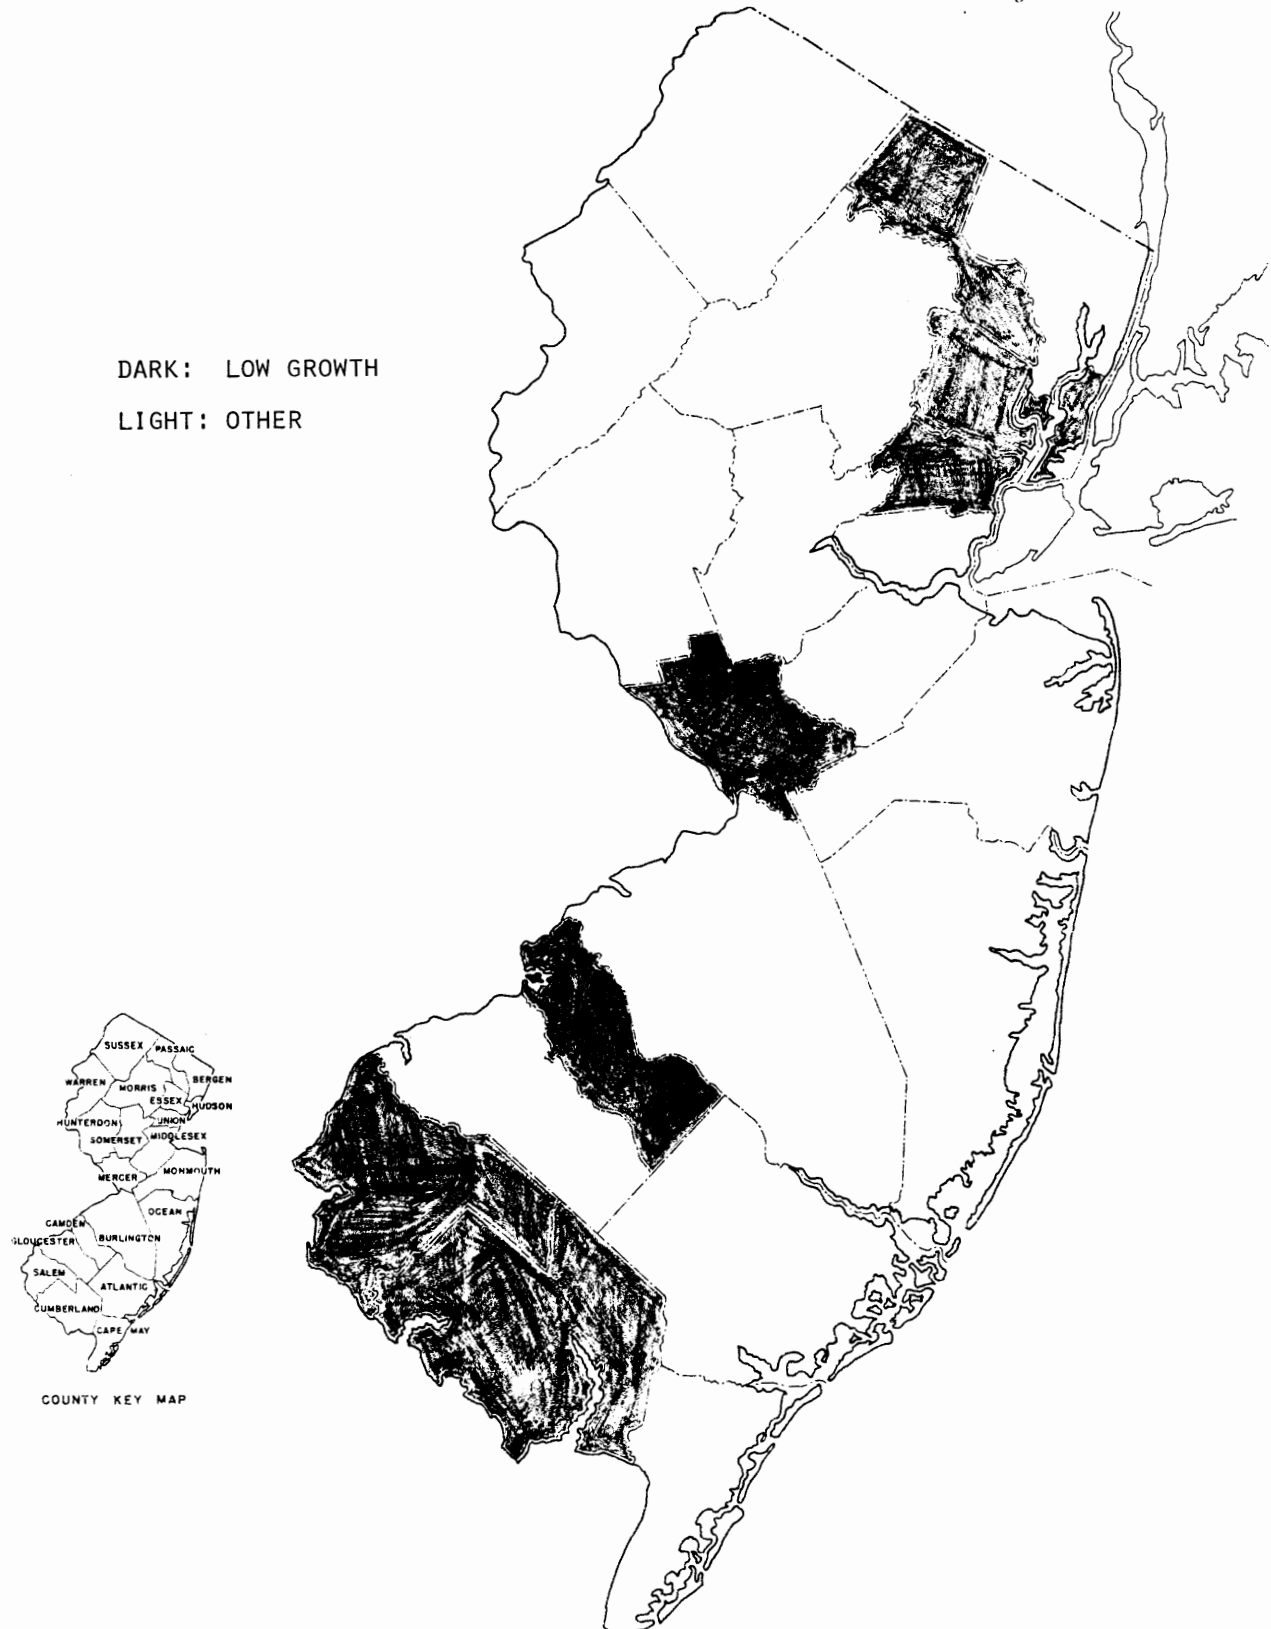 DARK: LOW GROWTH
LIGHT: OTHER
SUSSEX
PASSAIC
WARREN
MORRIS
BERGEN
ESSEX
HUDSON
HUNTERDON
UNION
SOMERSET
MIDDLESEX
MERCER
MONMOUTH
OCEAN
CAMDEN
GLOUCESTER
BURLINGTON
SALEM
ATLANTIC
CUMBERLAND
CAPE MAY
COUNTY KEY MAP